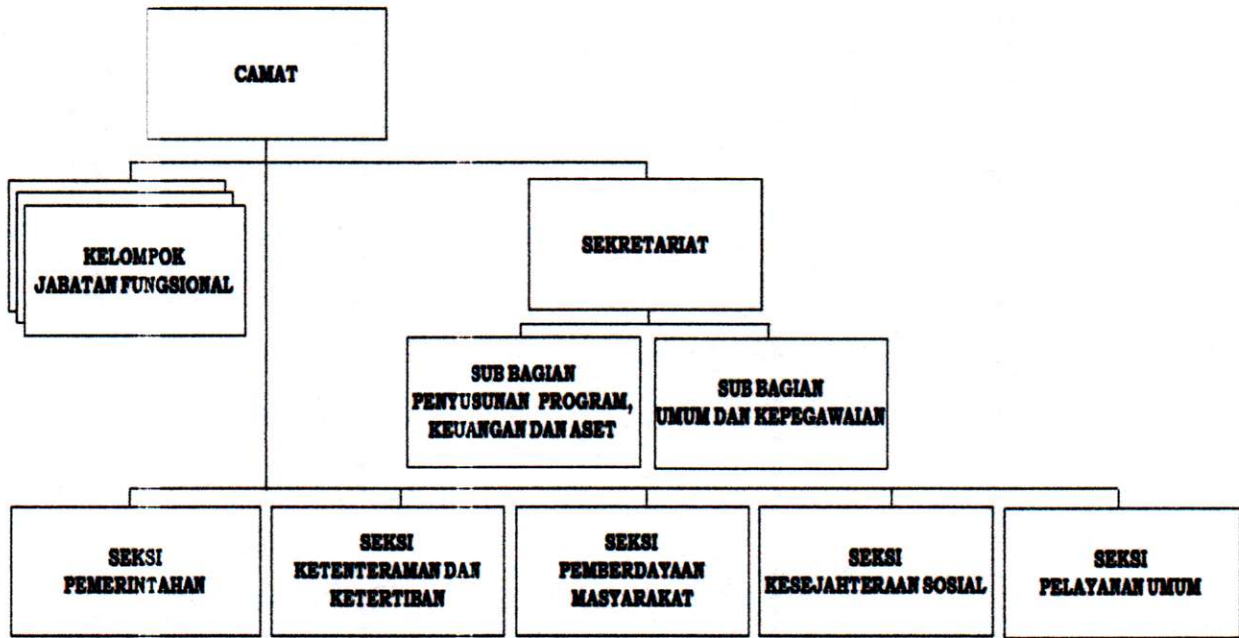 CAMAT
KELOMPOK
JABATAN FUNGSIONAL
SEKRETARIAT
SUB BAGIAN
PENYUSUNAN PROGRAM,
KEUANGAN DAN ASET
SUB BAGIAN
UMUM DAN KEPEGAWAIAN
SEKSI
PEMERINTAHAN
SEKSI
KETENTERAMAN DAN
KETERTIBAN
SEKSI
PEMBERDAYAAN
MASYARAKAT
SEKSI
KESEJAHTERAAN SOSIAL
SEKSI
PELAYANAN UMUM